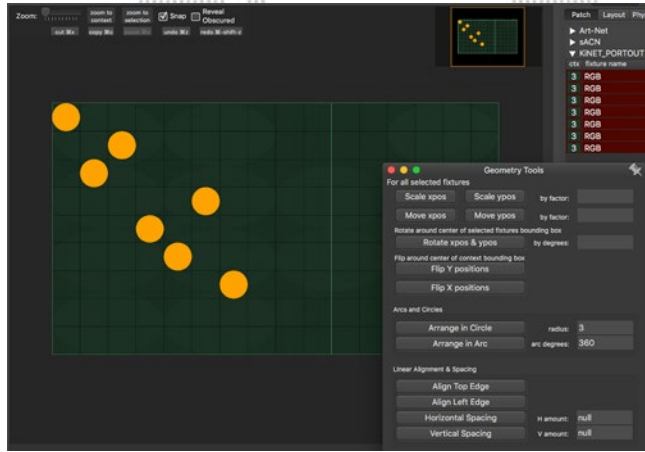 Zoom:
zoom to context
zoom to selection
Snap
Reveal Obscured
cut ⌘x
copy ⌘c
undo ⌘z
redo ⌘-shift-z
Patch Layout Phy
Art-Net
sACN
KiNET_PORTOUT
ctx fixture name
3 RGB
3 RGB
3 RGB
3 RGB
3 RGB
3 RGB
3 RGB
Geometry Tools
For all selected fixtures
Scale xpos Scale ypos by factor:
Move xpos Move ypos by factor:
Rotate around center of selected fixtures bounding box
Rotate xpos & ypos by degrees:
Flip around center of context bounding box
Flip Y positions
Flip X positions
Arcs and Circles
Arrange in Circle radius: 3
Arrange in Arc arc degrees: 360
Linear Alignment & Spacing
Align Top Edge
Align Left Edge
Horizontal Spacing H amount: null
Vertical Spacing V amount: null